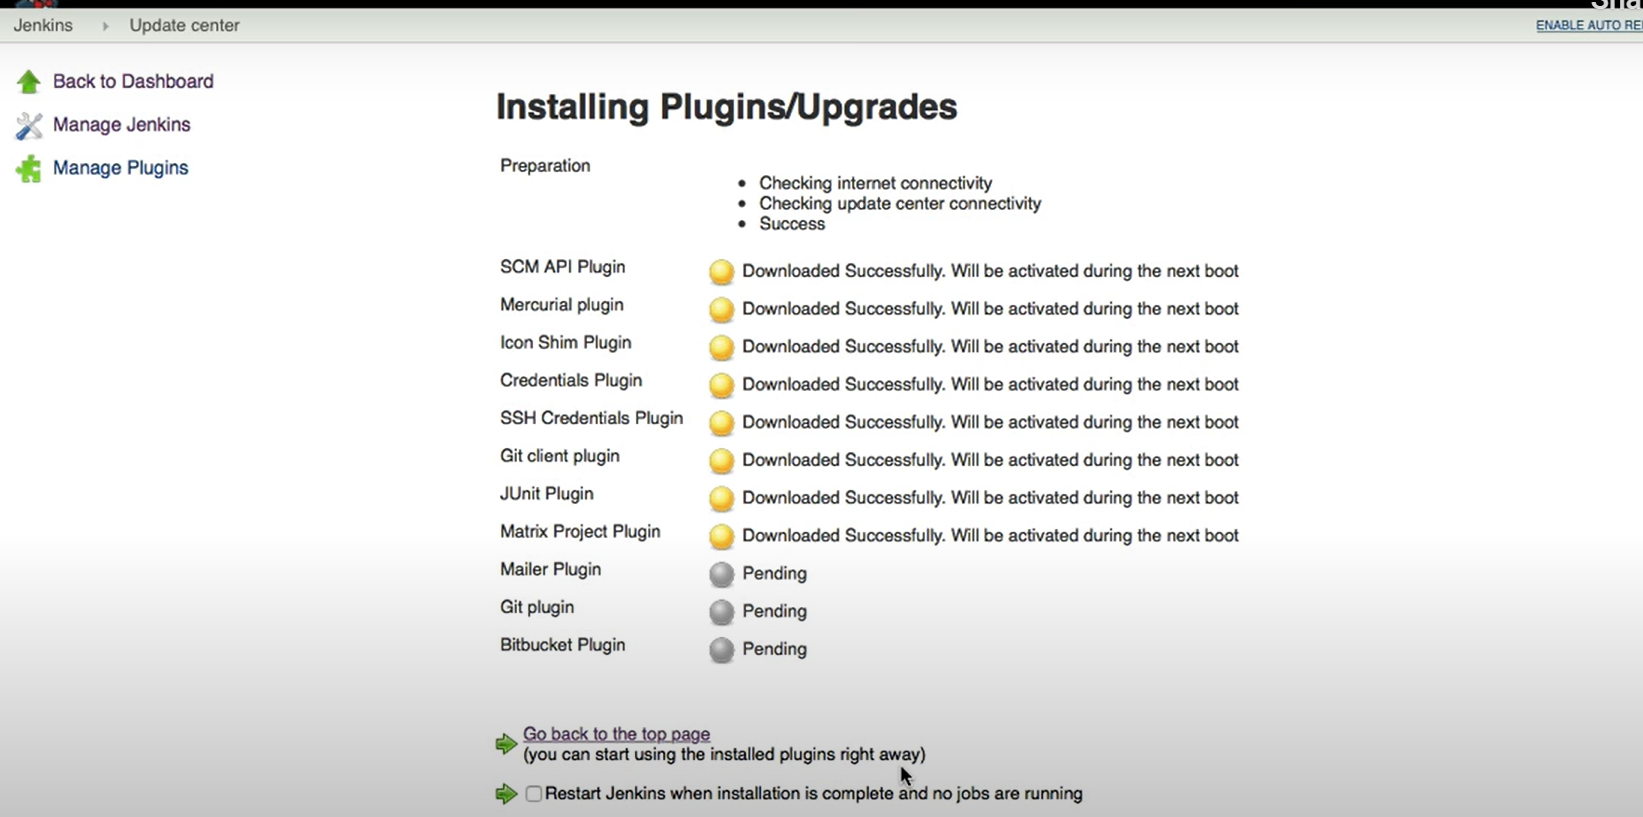 Jenkins Update center ENABLE AUTO
Back to Dashboard
Manage Jenkins
Manage Plugins
Installing Plugins/Upgrades
Preparation
Checking internet connectivity
Checking update center connectivity
Success
SCM API Plugin Downloaded Successfully. Will be activated during the next boot
Mercurial plugin Downloaded Successfully. Will be activated during the next boot
Icon Shim Plugin Downloaded Successfully. Will be activated during the next boot
Credentials Plugin Downloaded Successfully. Will be activated during the next boot
SSH Credentials Plugin Downloaded Successfully. Will be activated during the next boot
Git client plugin Downloaded Successfully. Will be activated during the next boot
JUnit Plugin Downloaded Successfully. Will be activated during the next boot
Matrix Project Plugin Downloaded Successfully. Will be activated during the next boot
Mailer Plugin Pending
Git plugin Pending
Bitbucket Plugin Pending
Go back to the top page
(you can start using the installed plugins right away)
Restart Jenkins when installation is complete and no jobs are running